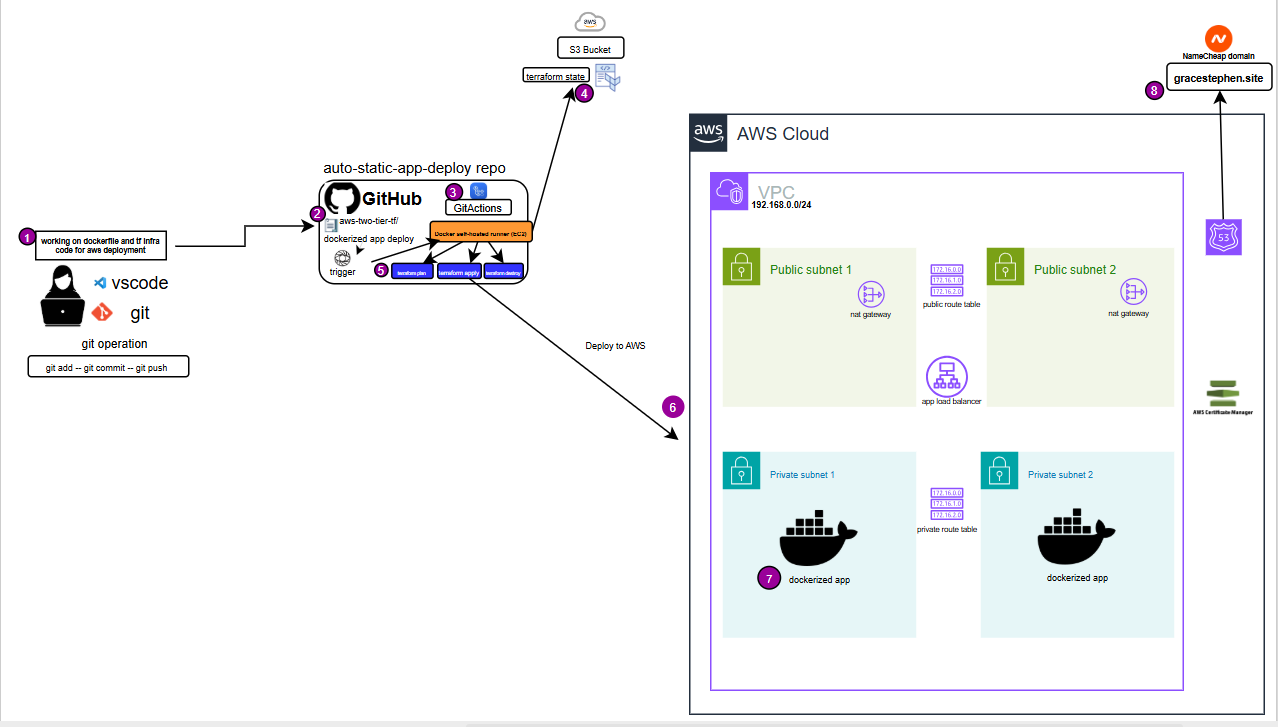 aws
S3 Bucket
terraform state
4
NameCheap domain
8
gracestephen.site
aws
AWS Cloud
auto-static-app-deploy repo
GitHub
3
GitActions
2
aws-two-tier-tf/
dockerized app deploy
Docker self-hosted runner (EC2)
trigger
5
terraform plan
terraform apply
terraform destroy
1
working on dockerfile and tf infra
code for aws deployment
vscode
git
git operation
git add -- git commit -- git push
Deploy to AWS
6
VPC
192.168.0.0/24
53
Public subnet 1
nat gateway
172.16.0.0
172.16.1.0
172.16.2.0
public route table
Public subnet 2
nat gateway
app load balancer
AWS Certificate Manager
Private subnet 1
172.16.0.0
172.16.1.0
172.16.2.0
private route table
Private subnet 2
7
dockerized app
dockerized app